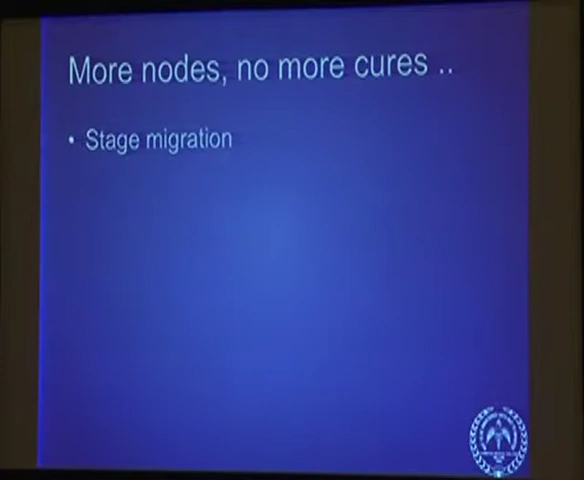 More nodes, no more cures ..
• Stage migration